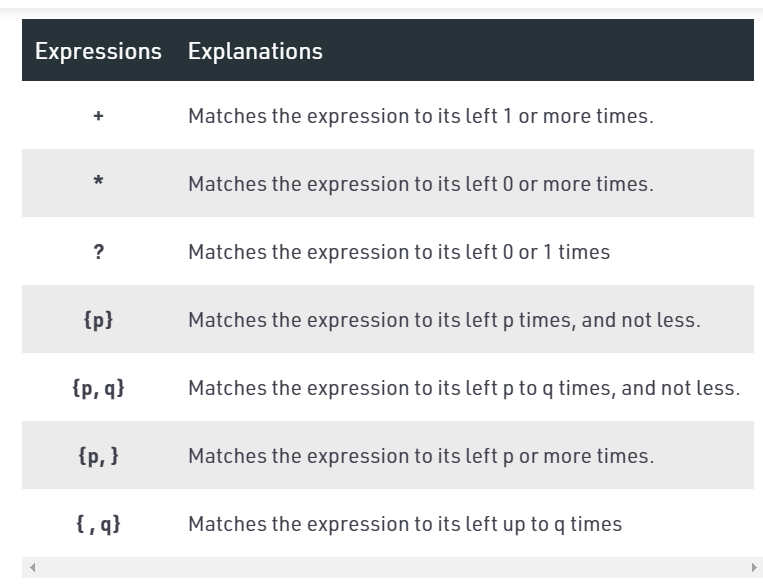 Expressions Explanations
+ Matches the expression to its left 1 or more times.
* Matches the expression to its left 0 or more times.
? Matches the expression to its left 0 or 1 times
{p} Matches the expression to its left p times, and not less.
{p, q} Matches the expression to its left p to q times, and not less.
{p, } Matches the expression to its left p or more times.
{ , q} Matches the expression to its left up to q times